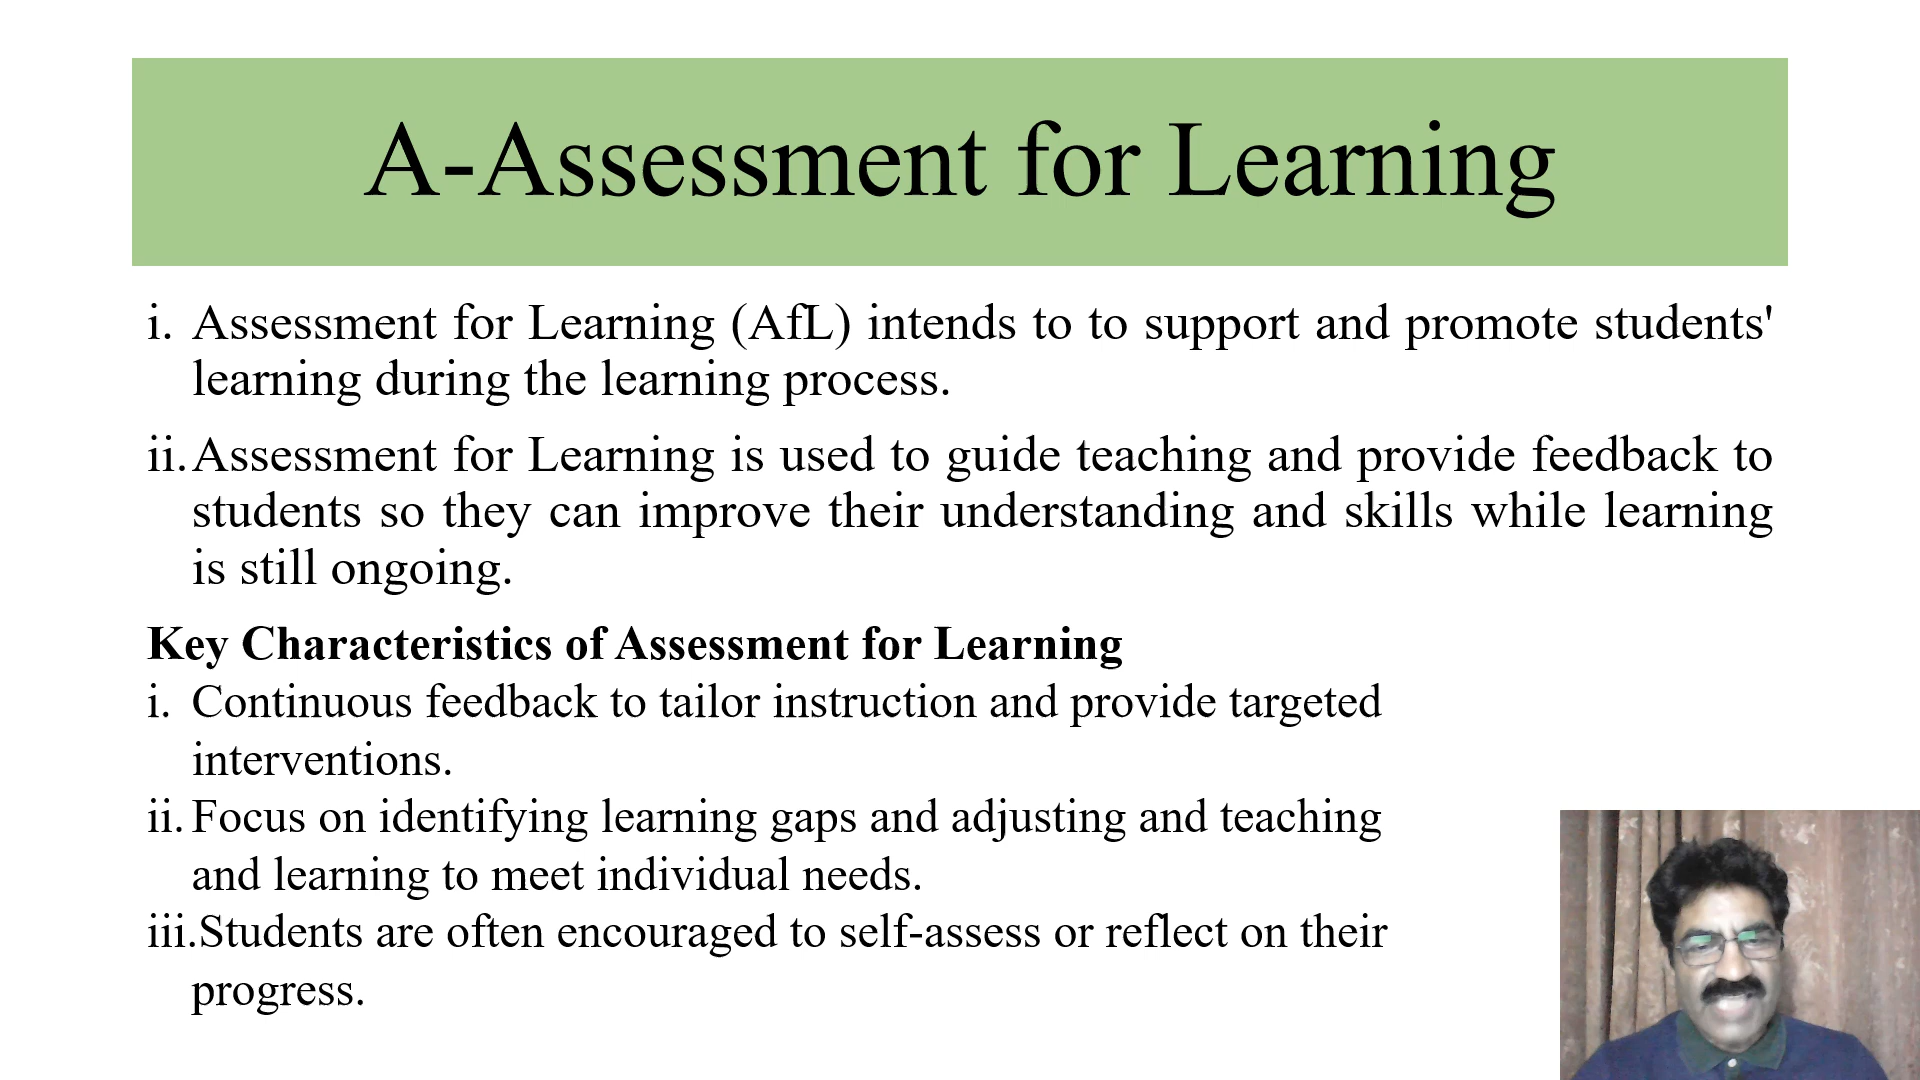 A-Assessment for Learning
i. Assessment for Learning (AfL) intends to to support and promote students'
learning during the learning process.
ii. Assessment for Learning is used to guide teaching and provide feedback to
students so they can improve their understanding and skills while learning
is still ongoing.
Key Characteristics of Assessment for Learning
i. Continuous feedback to tailor instruction and provide targeted
interventions.
ii. Focus on identifying learning gaps and adjusting and teaching
and learning to meet individual needs.
iii.Students are often encouraged to self-assess or reflect on their
progress.